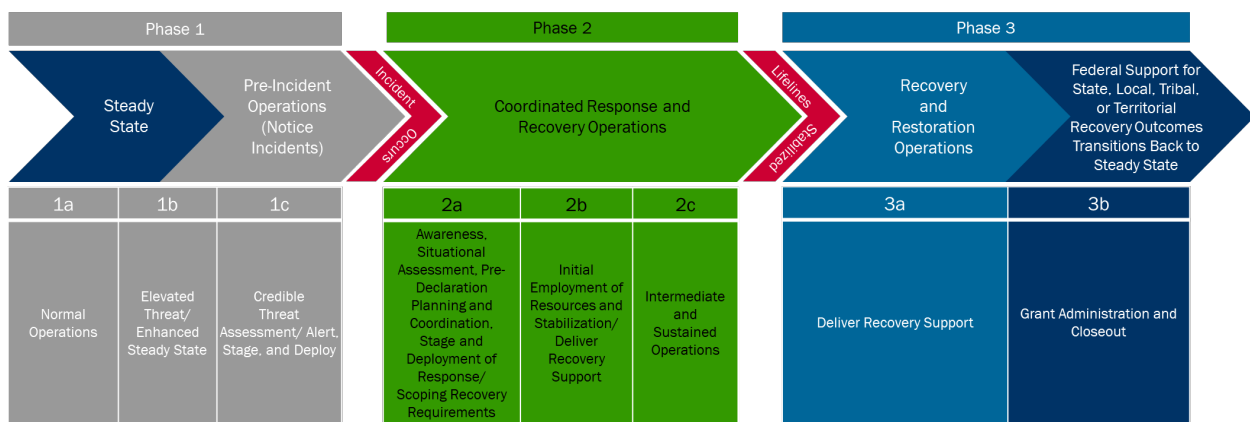 Phase 1
Phase 2
Phase 3
Steady
State
Pre-Incident
Operations
(Notice
Incidents)
Incident
Occurs
Coordinated Response and
Recovery Operations
Lifelines
Stabilized
Recovery
and
Restoration
Operations
Federal Support for
State, Local, Tribal,
or Territorial
Recovery Outcomes
Transitions Back to
Steady State
1a
1b
1c
2a
2b
2c
3a
3b
Normal
Operations
Elevated
Threat/
Enhanced
Steady State
Credible
Threat
Assessment/ Alert,
Stage, and Deploy
Awareness,
Situational
Assessment, Pre-
Declaration
Planning and
Coordination,
Stage and
Deployment of
Response/
Scoping Recovery
Requirements
Initial
Employment of
Resources and
Stabilization/
Deliver
Recovery
Support
Intermediate
and
Sustained
Operations
Deliver Recovery Support
Grant Administration and
Closeout